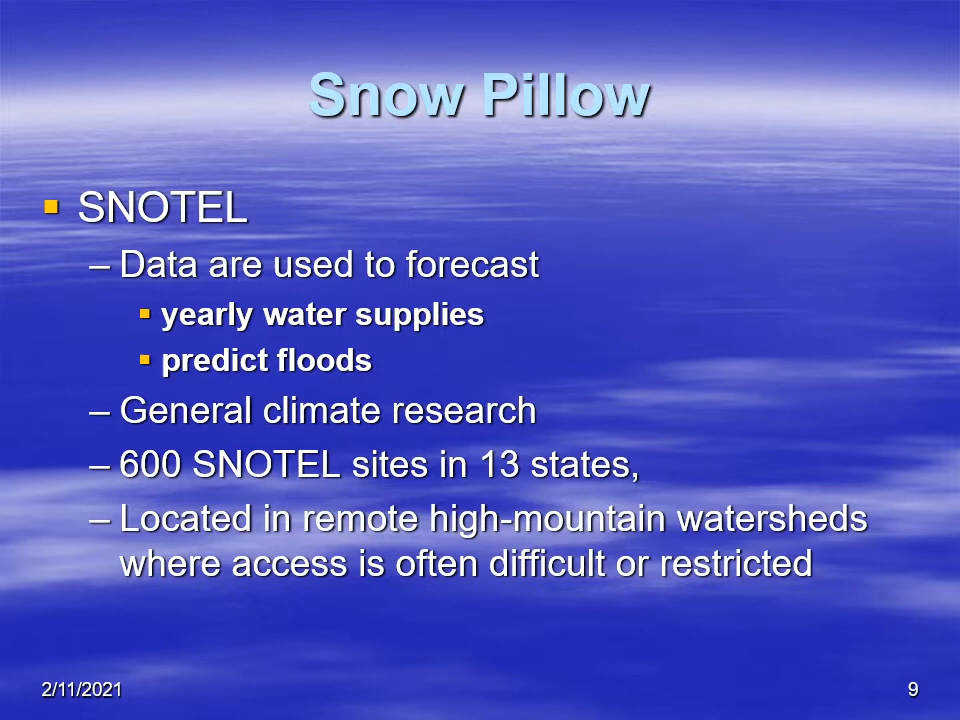 Snow Pillow
▪ SNOTEL
– Data are used to forecast
▪ yearly water supplies
▪ predict floods
– General climate research
– 600 SNOTEL sites in 13 states,
– Located in remote high-mountain watersheds
where access is often difficult or restricted
2/11/2021
9